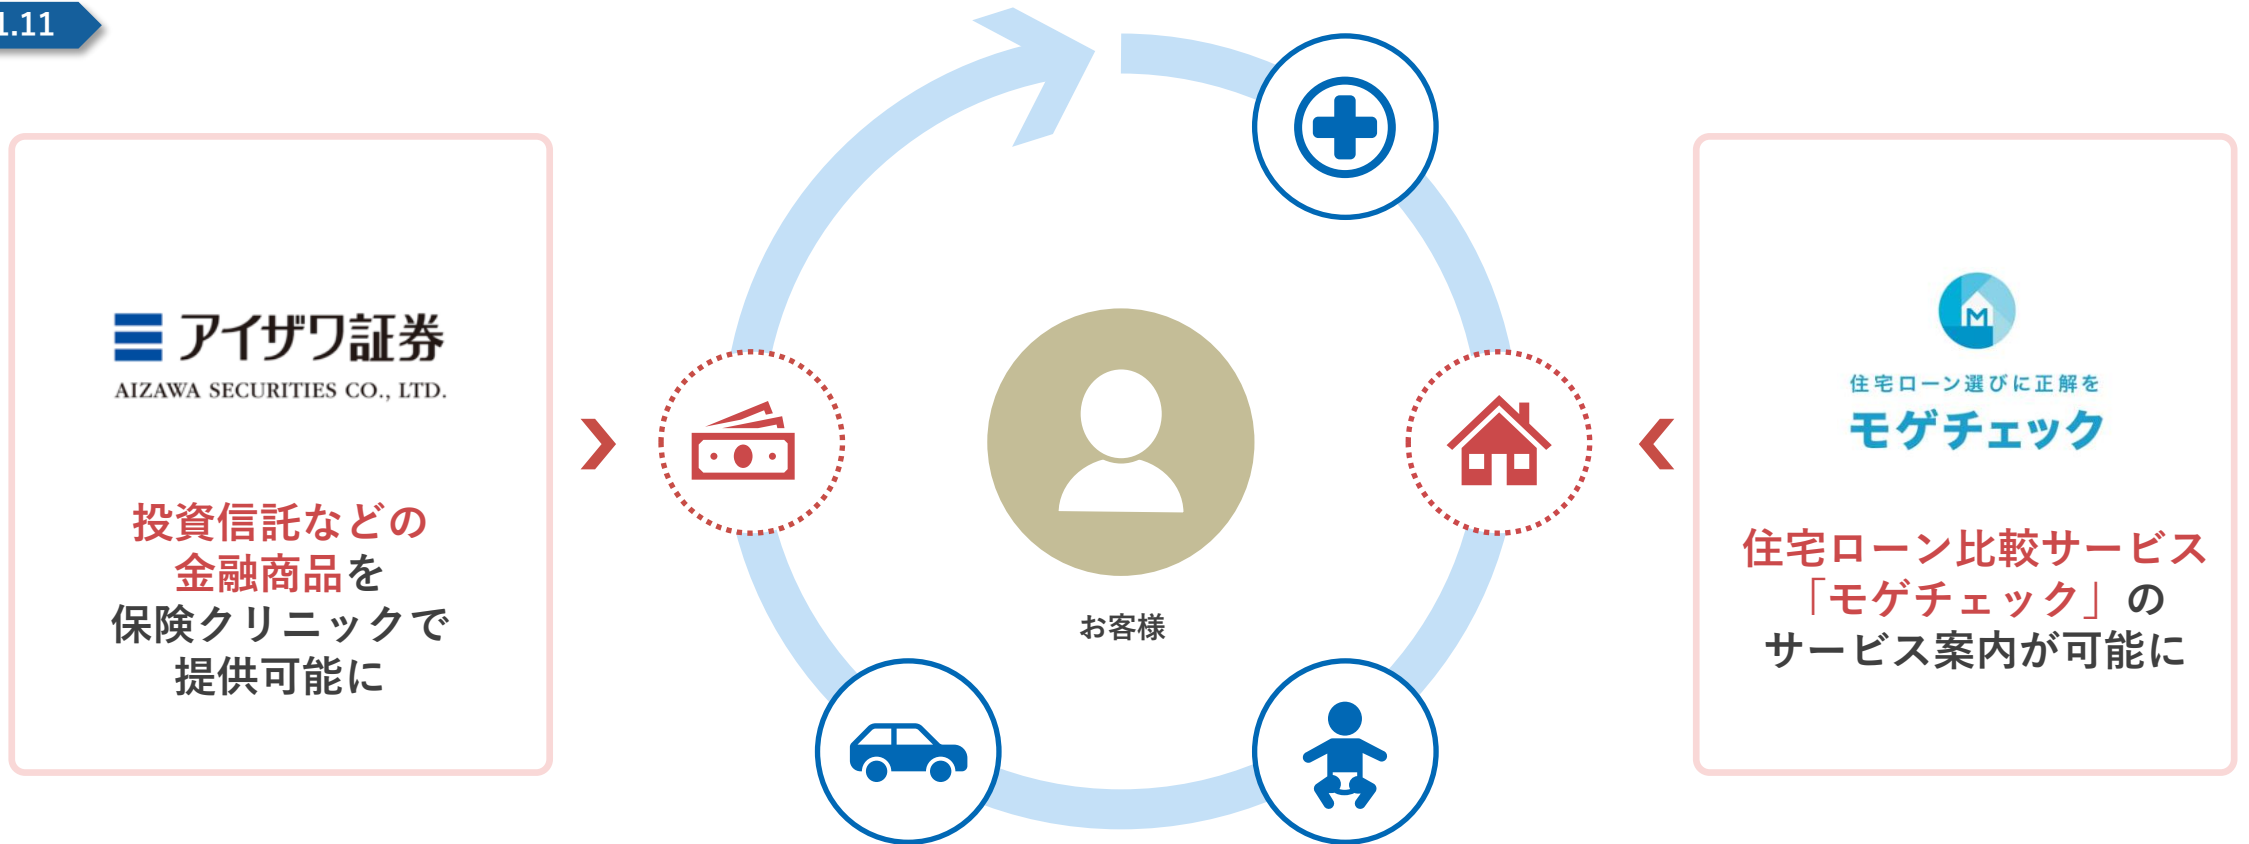 1.11
アイザワ証券
AIZAWA SECURITIES CO., LTD.
投資信託などの
金融商品を
保険クリニックで
提供可能に
お客様
M
住宅ローン選びに正解を
モゲチェック
住宅ローン比較サービス
「モゲチェック」の
サービス案内が可能に